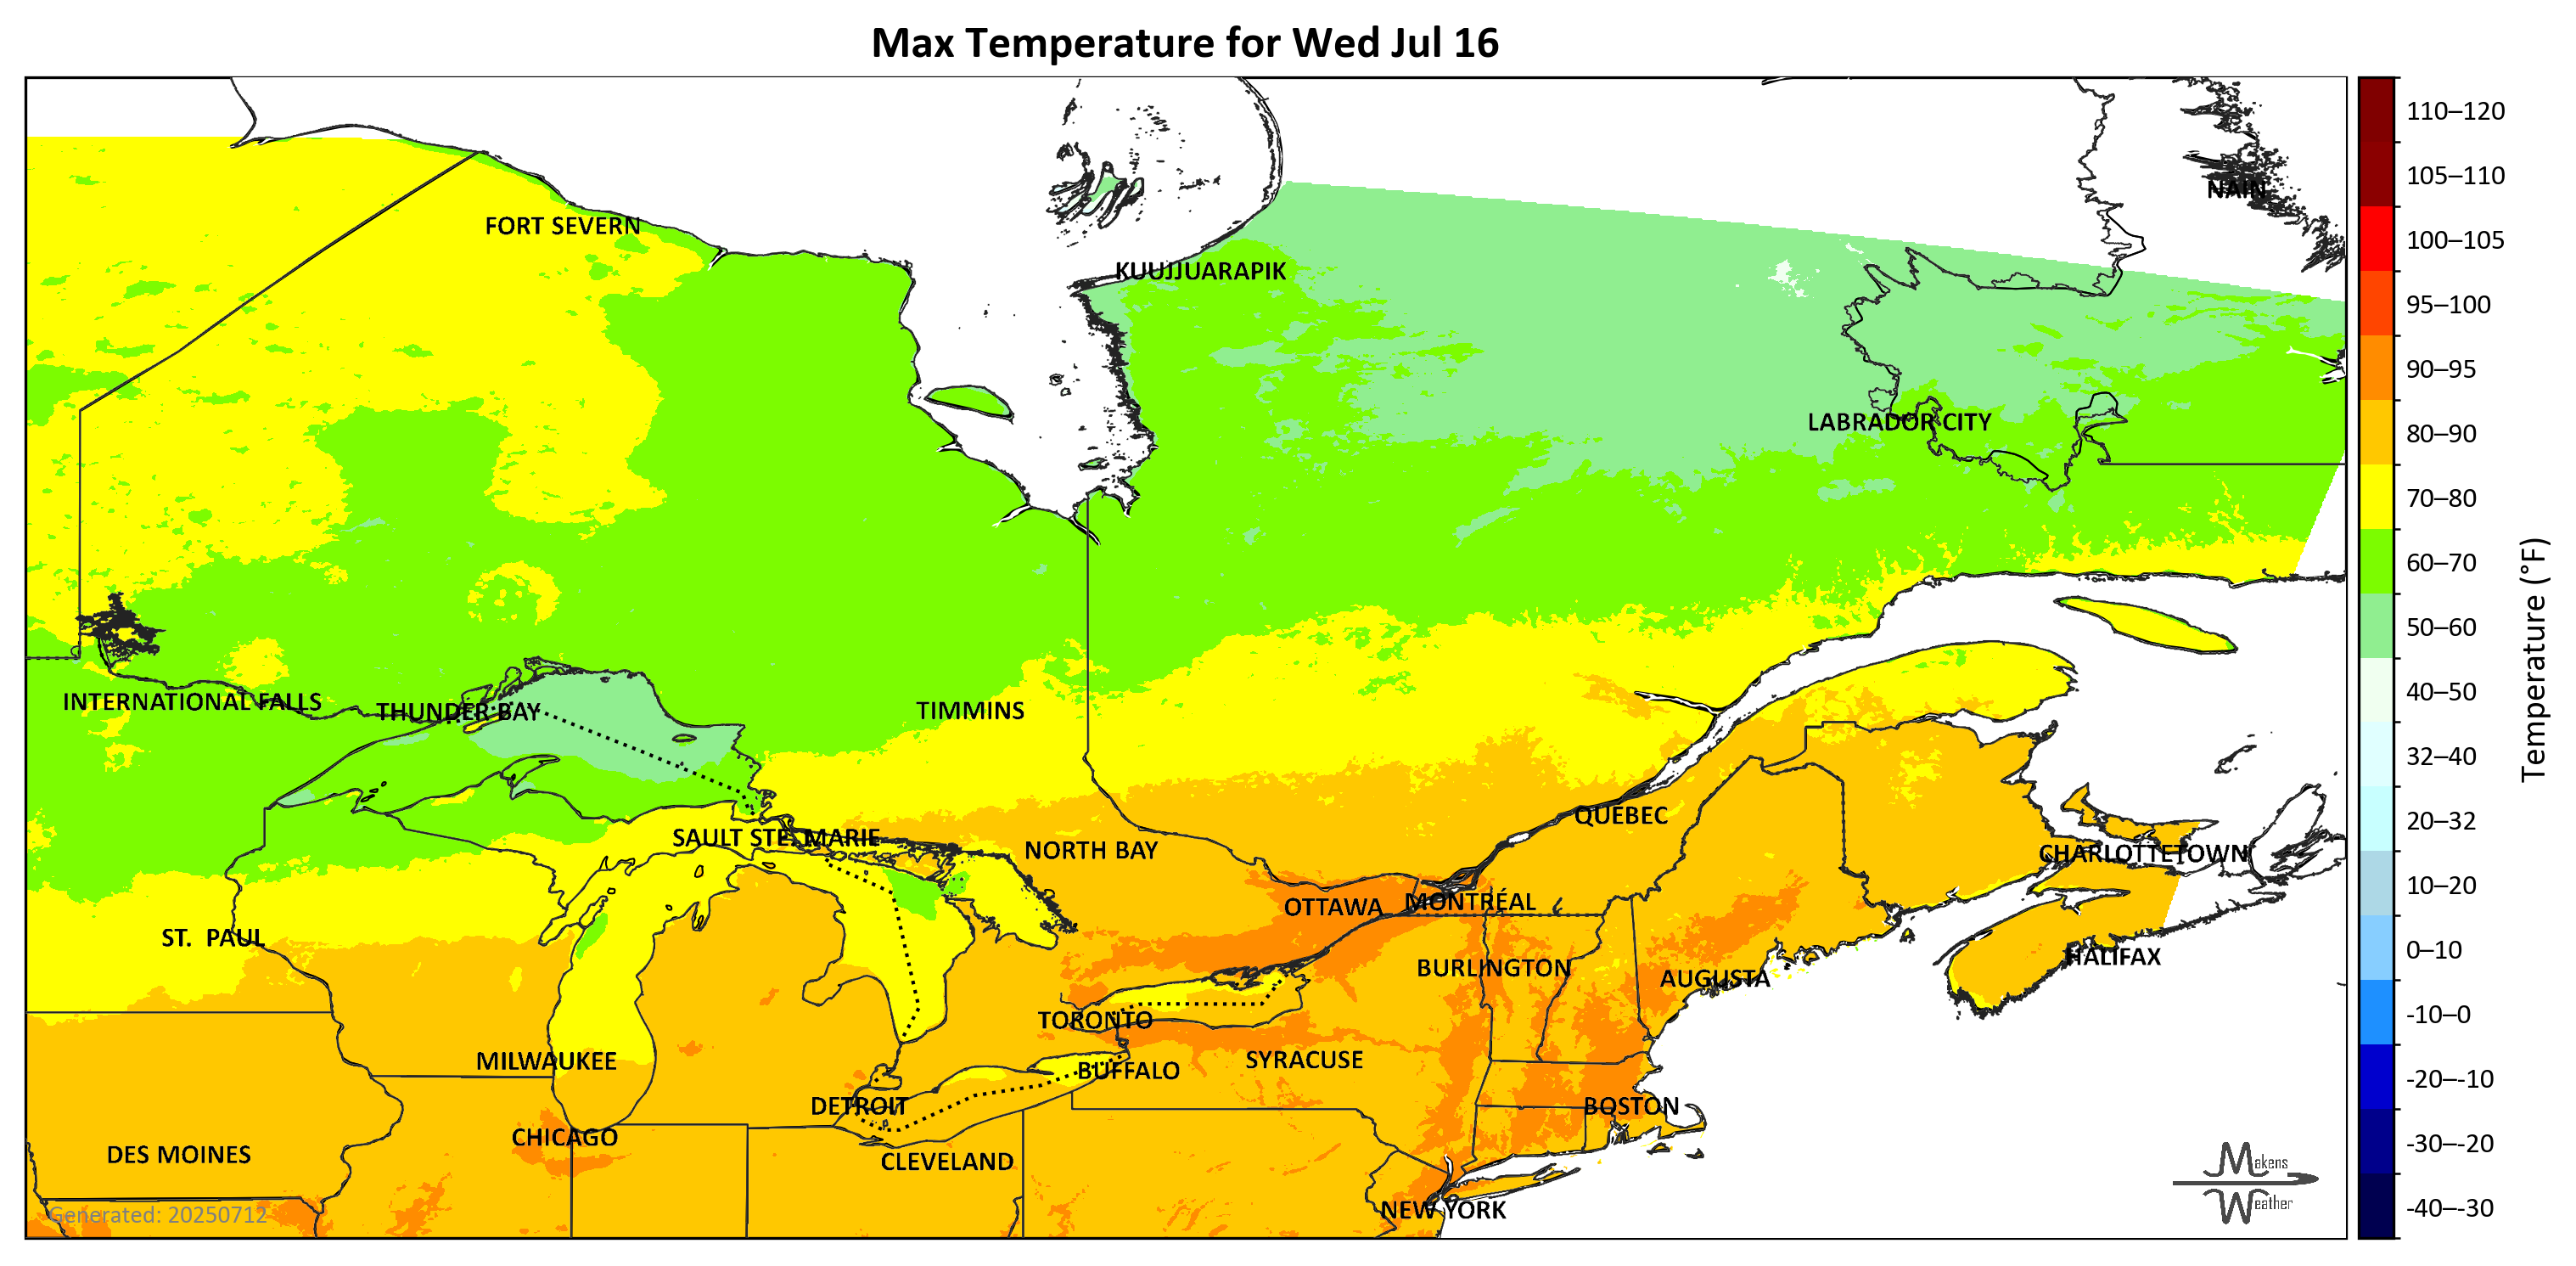 Max Temperature for Wed Jul 16
NAIN
FORT SEVERN
KUUJJUARAPIK
LABRADOR CITY
INTERNATIONAL FALLS
THUNDER BAY
TIMMINS
QUÉBEC
SAULT STE. MARIE
NORTH BAY
CHARLOTTETOWN
OTTAWA
MONTRÉAL
ST. PAUL
HALIFAX
BURLINGTON
AUGUSTA
TORONTO
MILWAUKEE
BUFFALO
SYRACUSE
DETROIT
BOSTON
CHICAGO
DES MOINES
CLEVELAND
NEW YORK
Generated: 20250712
Makens
Weather
110–120
105–110
100–105
95–100
90–95
80–90
70–80
60–70
50–60
40–50
32–40
20–32
10–20
0–10
-10–0
-20–-10
-30–-20
-40–-30
Temperature (°F)